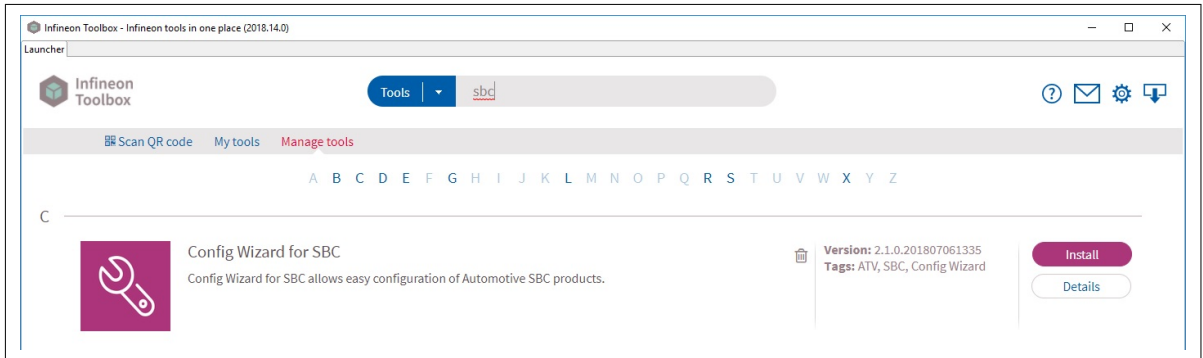 Infineon Toolbox - Infineon tools in one place (2018.14.0)
Launcher
Infineon
Toolbox
Tools
sbc
?
Scan QR code My tools Manage tools
A B C D E F G H I J K L M N O P Q R S T U V W X Y Z
C
Config Wizard for SBC
Config Wizard for SBC allows easy configuration of Automotive SBC products.
Version: 2.1.0.201807061335
Tags: ATV, SBC, Config Wizard
Install
Details